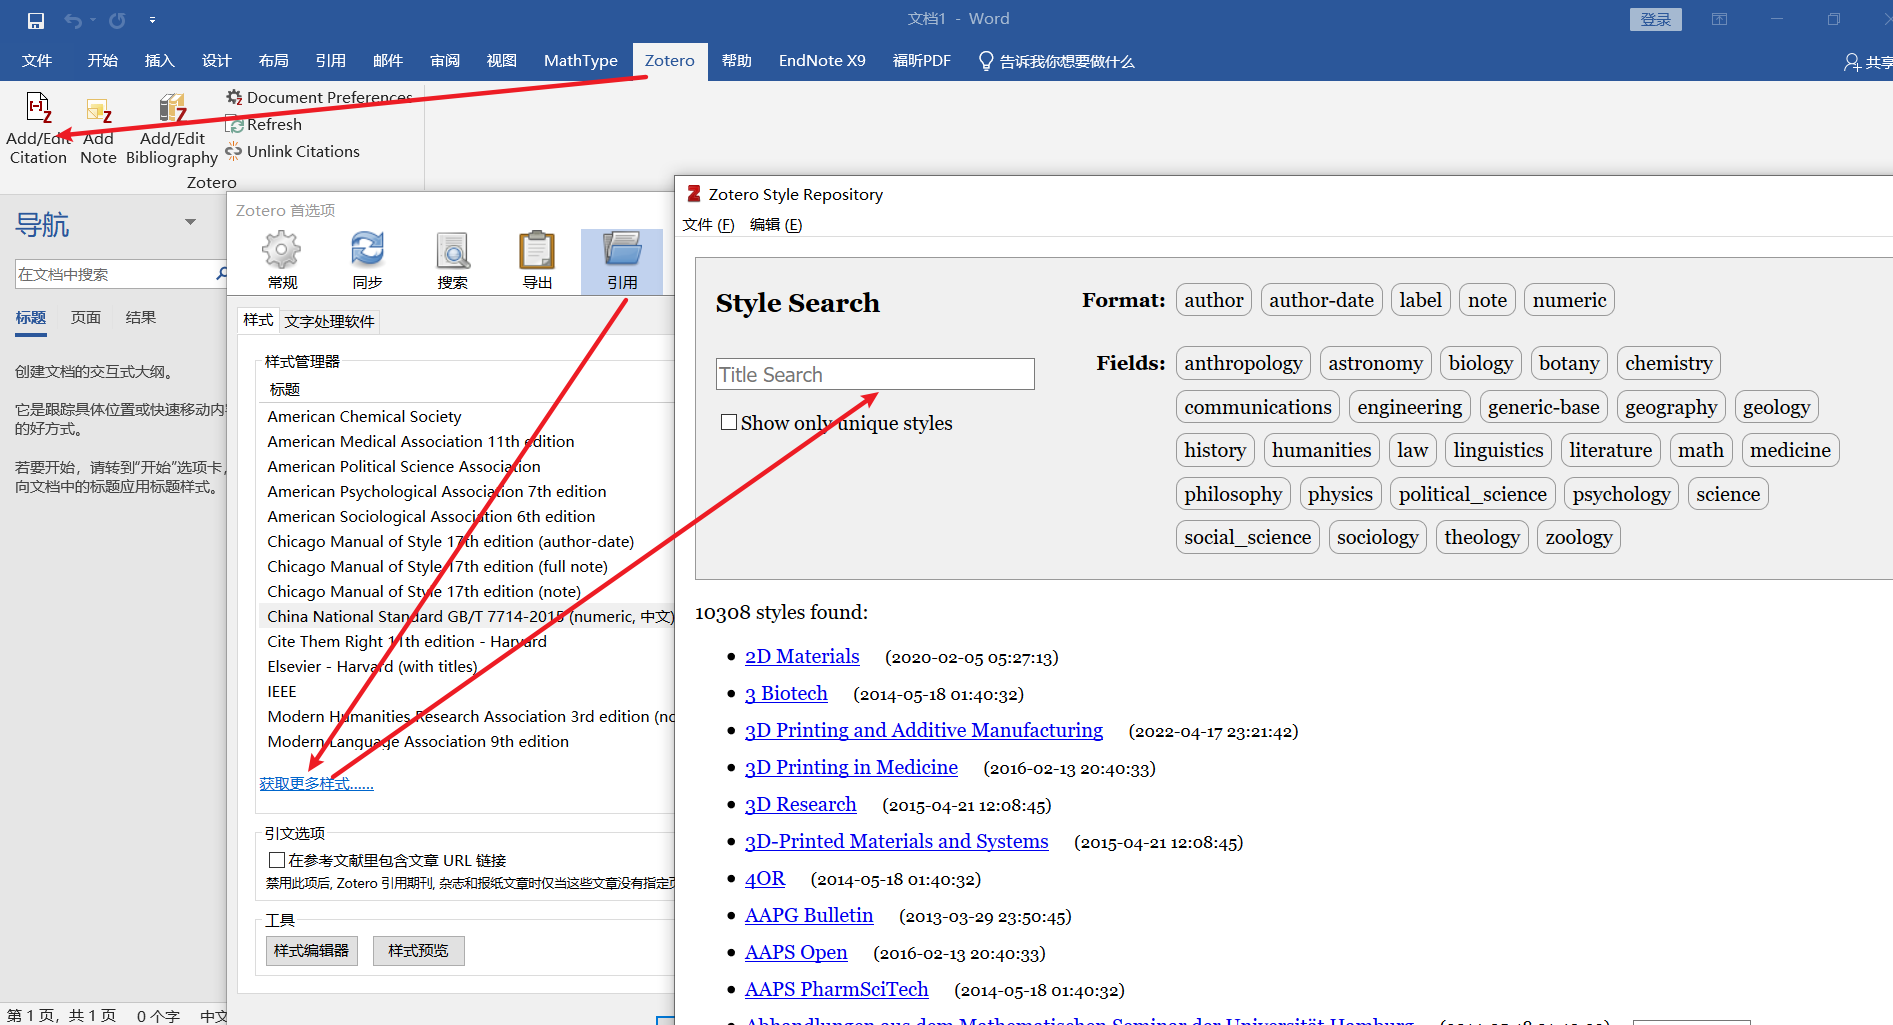 文档1 - Word
登录
文件 开始 插入 设计 布局 引用 邮件 审阅 视图 MathType Zotero 帮助 EndNote X9 福昕PDF 告诉我你想要做什么 共享
Add/Edit Citation
Add Note
Add/Edit Bibliography
Document Preferences
Refresh
Unlink Citations
Zotero
导航
在文档中搜索
标题 页面 结果
创建文档的交互式大纲。
它是跟踪具体位置或快速移动内容
的好方式。
若要开始，请转到“开始”选项卡，
向文档中的标题应用标题样式。
第 1 页，共 1 页 0 个字 中文
Zotero 首选项
常规 同步 搜索 导出 引用
样式 文字处理软件
样式管理器
标题
American Chemical Society
American Medical Association 11th edition
American Political Science Association
American Psychological Association 7th edition
American Sociological Association 6th edition
Chicago Manual of Style 17th edition (author-date)
Chicago Manual of Style 17th edition (full note)
Chicago Manual of Style 17th edition (note)
China National Standard GB/T 7714-2015 (numeric, 中文)
Cite Them Right 11th edition - Harvard
Elsevier - Harvard (with titles)
IEEE
Modern Humanities Research Association 3rd edition (no
Modern Language Association 9th edition
获取更多样式......
引文选项
在参考文献里包含文章 URL 链接
禁用此项后, Zotero 引用期刊, 杂志和报纸文章时仅当这些文章没有指定页
工具
样式编辑器 样式预览
Zotero Style Repository
文件 (F) 编辑 (E)
Style Search
Title Search
Show only unique styles
Format: author author-date label note numeric
Fields: anthropology astronomy biology botany chemistry
communications engineering generic-base geography geology
history humanities law linguistics literature math medicine
philosophy physics political_science psychology science
social_science sociology theology zoology
10308 styles found:
2D Materials (2020-02-05 05:27:13)
3 Biotech (2014-05-18 01:40:32)
3D Printing and Additive Manufacturing (2022-04-17 23:21:42)
3D Printing in Medicine (2016-02-13 20:40:33)
3D Research (2015-04-21 12:08:45)
3D-Printed Materials and Systems (2015-04-21 12:08:45)
4OR (2014-05-18 01:40:32)
AAPG Bulletin (2013-03-29 23:50:45)
AAPS Open (2016-02-13 20:40:33)
AAPS PharmSciTech (2014-05-18 01:40:32)
Abhandlungen aus dem Mathematischen Seminar der Universität Hamburg